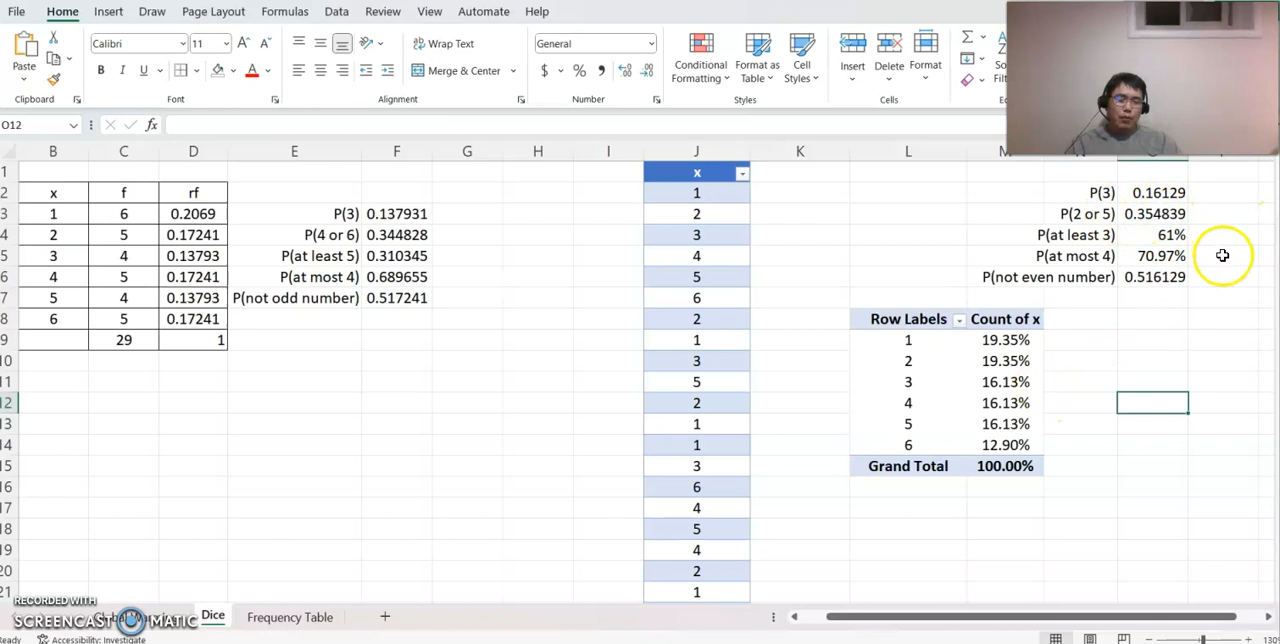 File Home Insert Draw Page Layout Formulas Data Review View Automate Help
Calibri 11 Wrap Text General
Paste B I U Merge & Center $ % Conditional Formatting Format as Table Cell Styles Insert Delete Format
Clipboard Font Alignment Number Styles Cells
O12 fx
B C D E F G H I J K L
1 x
2 x f rf 1 P(3) 0.16129
3 1 6 0.2069 P(3) 0.137931 2 P(2 or 5) 0.354839
4 2 5 0.17241 P(4 or 6) 0.344828 3 P(at least 3) 61%
5 3 4 0.13793 P(at least 5) 0.310345 4 P(at most 4) 70.97%
6 4 5 0.17241 P(at most 4) 0.689655 5 P(not even number) 0.516129
7 5 4 0.13793 P(not odd number) 0.517241 6
8 6 5 0.17241 2 Row Labels Count of x
9 29 1 1 1 19.35%
10 3 2 19.35%
11 5 3 16.13%
12 2 4 16.13%
13 1 5 16.13%
14 1 6 12.90%
15 3 Grand Total 100.00%
16 6
17 4
18 5
19 4
20 2
21 1
RECORDED WITH
SCREENCAST MATIC
Dice Frequency Table +
Ready Accessibility: Investigate